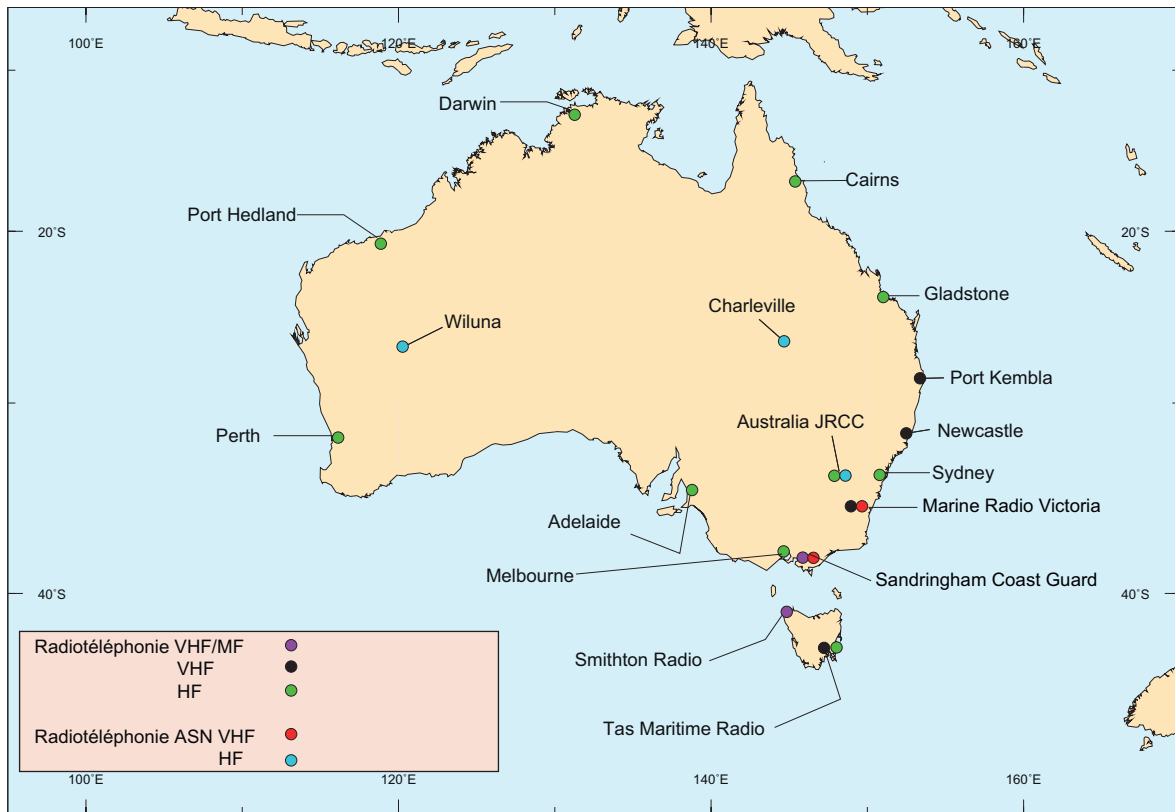 100˚E
120˚E
140˚E
160˚E
Darwin
Cairns
Port Hedland
20˚S
20˚S
Gladstone
Charleville
Wiluna
Port Kembla
Australia JRCC
Newcastle
Perth
Sydney
Marine Radio Victoria
Adelaide
Melbourne
Sandringham Coast Guard
40˚S
40˚S
Radiotéléphonie VHF/MF
VHF
HF
Radiotéléphonie ASN VHF
HF
Smithton Radio
Tas Maritime Radio
100˚E
120˚E
140˚E
160˚E